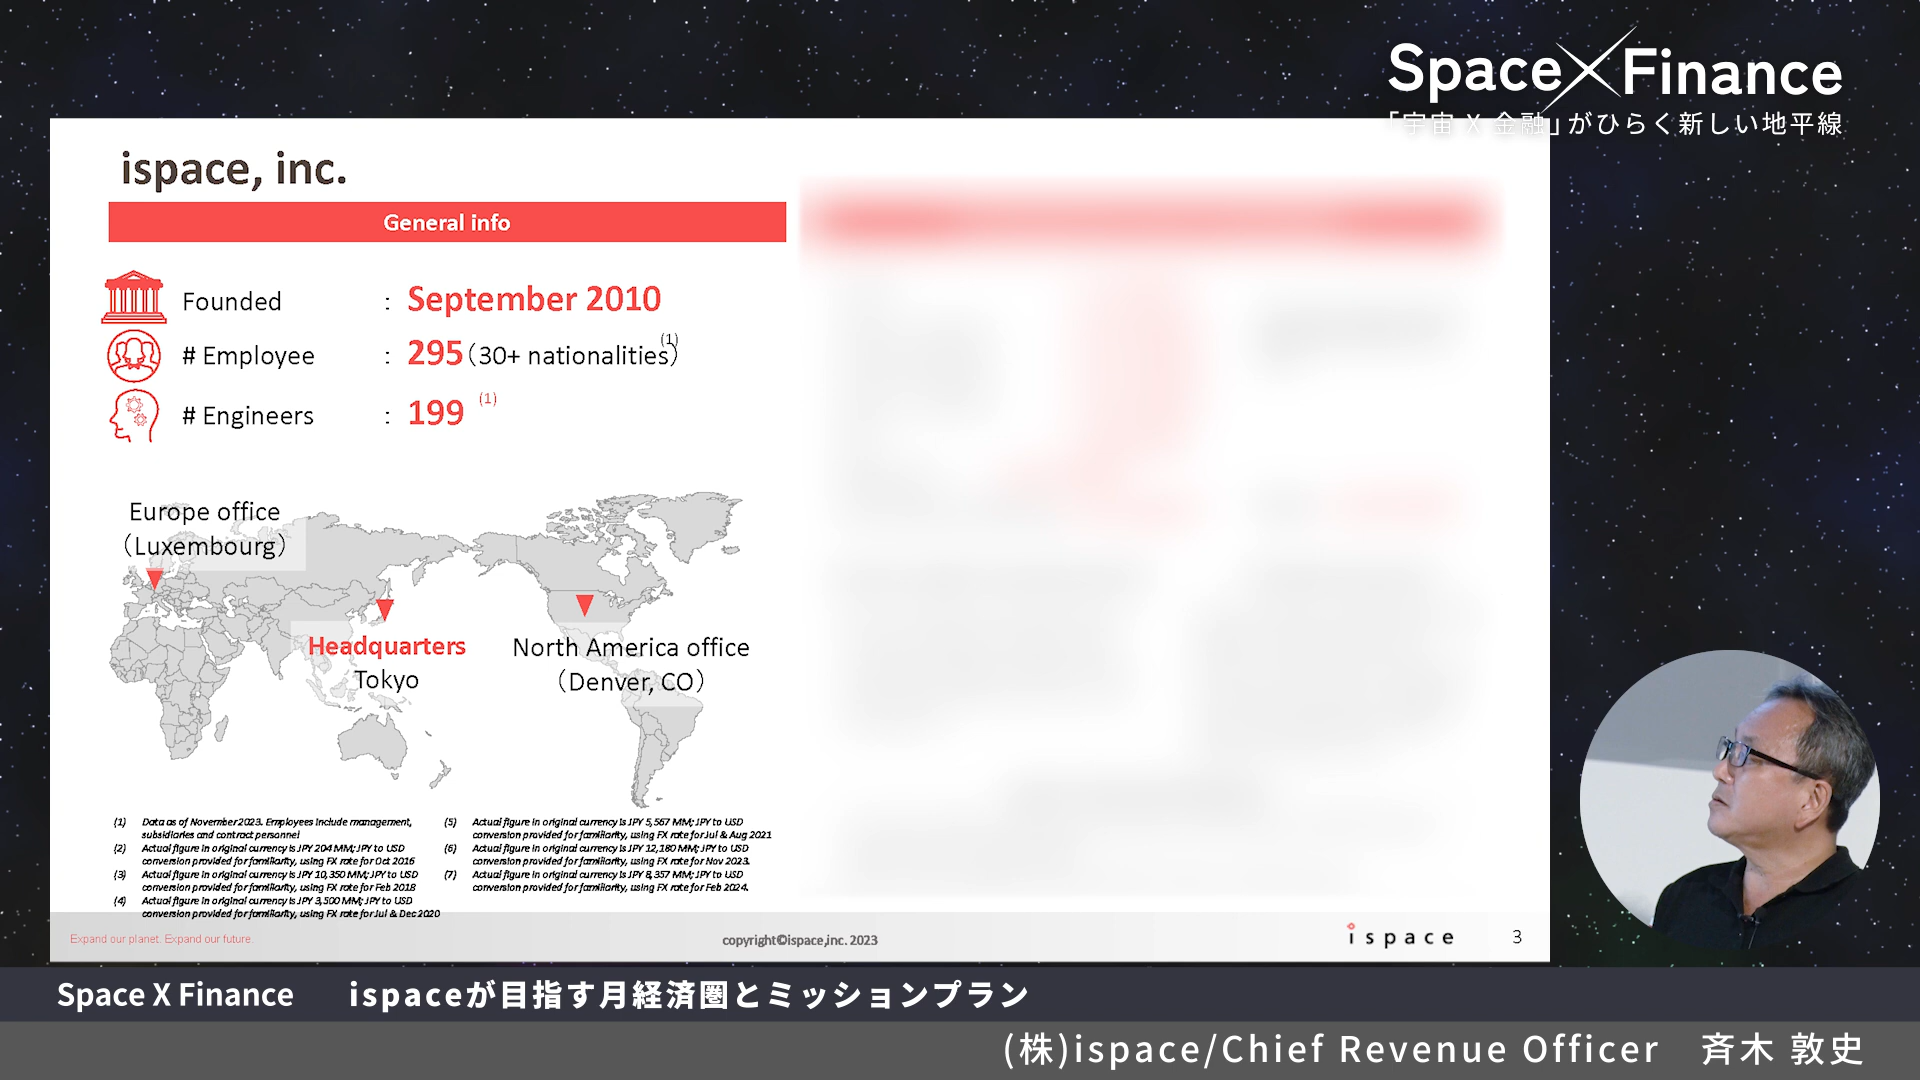 Space X Finance
「宇宙 X 金融」がひらく新しい地平線
ispace, inc.
General info
Founded : September 2010
# Employee : 295 (30+ nationalities) (1)
# Engineers : 199 (1)
Europe office
(Luxembourg)
Headquarters
Tokyo
North America office
(Denver, CO)
(1) Data as of November 2023. Employees include management,
subsidiaries and contract personnel
(2) Actual figure in original currency is JPY 204 MM; JPY to USD
conversion provided for familiarity, using FX rate for Oct 2016
(3) Actual figure in original currency is JPY 10,350 MM; JPY to USD
conversion provided for familiarity, using FX rate for Feb 2018
(4) Actual figure in original currency is JPY 3,500 MM; JPY to USD
conversion provided for familiarity, using FX rate for Jul & Dec 2020
(5) Actual figure in original currency is JPY 5,567 MM; JPY to USD
conversion provided for familiarity, using FX rate for Jul & Aug 2021
(6) Actual figure in original currency is JPY 12,180 MM; JPY to USD
conversion provided for familiarity, using FX rate for Nov 2023.
(7) Actual figure in original currency is JPY 8,357 MM; JPY to USD
conversion provided for familiarity, using FX rate for Feb 2024.
Expand our planet. Expand our future.
copyright©ispace,inc. 2023
ispace
3
Space X Finance ispaceが目指す月経済圏とミッションプラン
(株)ispace/Chief Revenue Officer 斉木 敦史